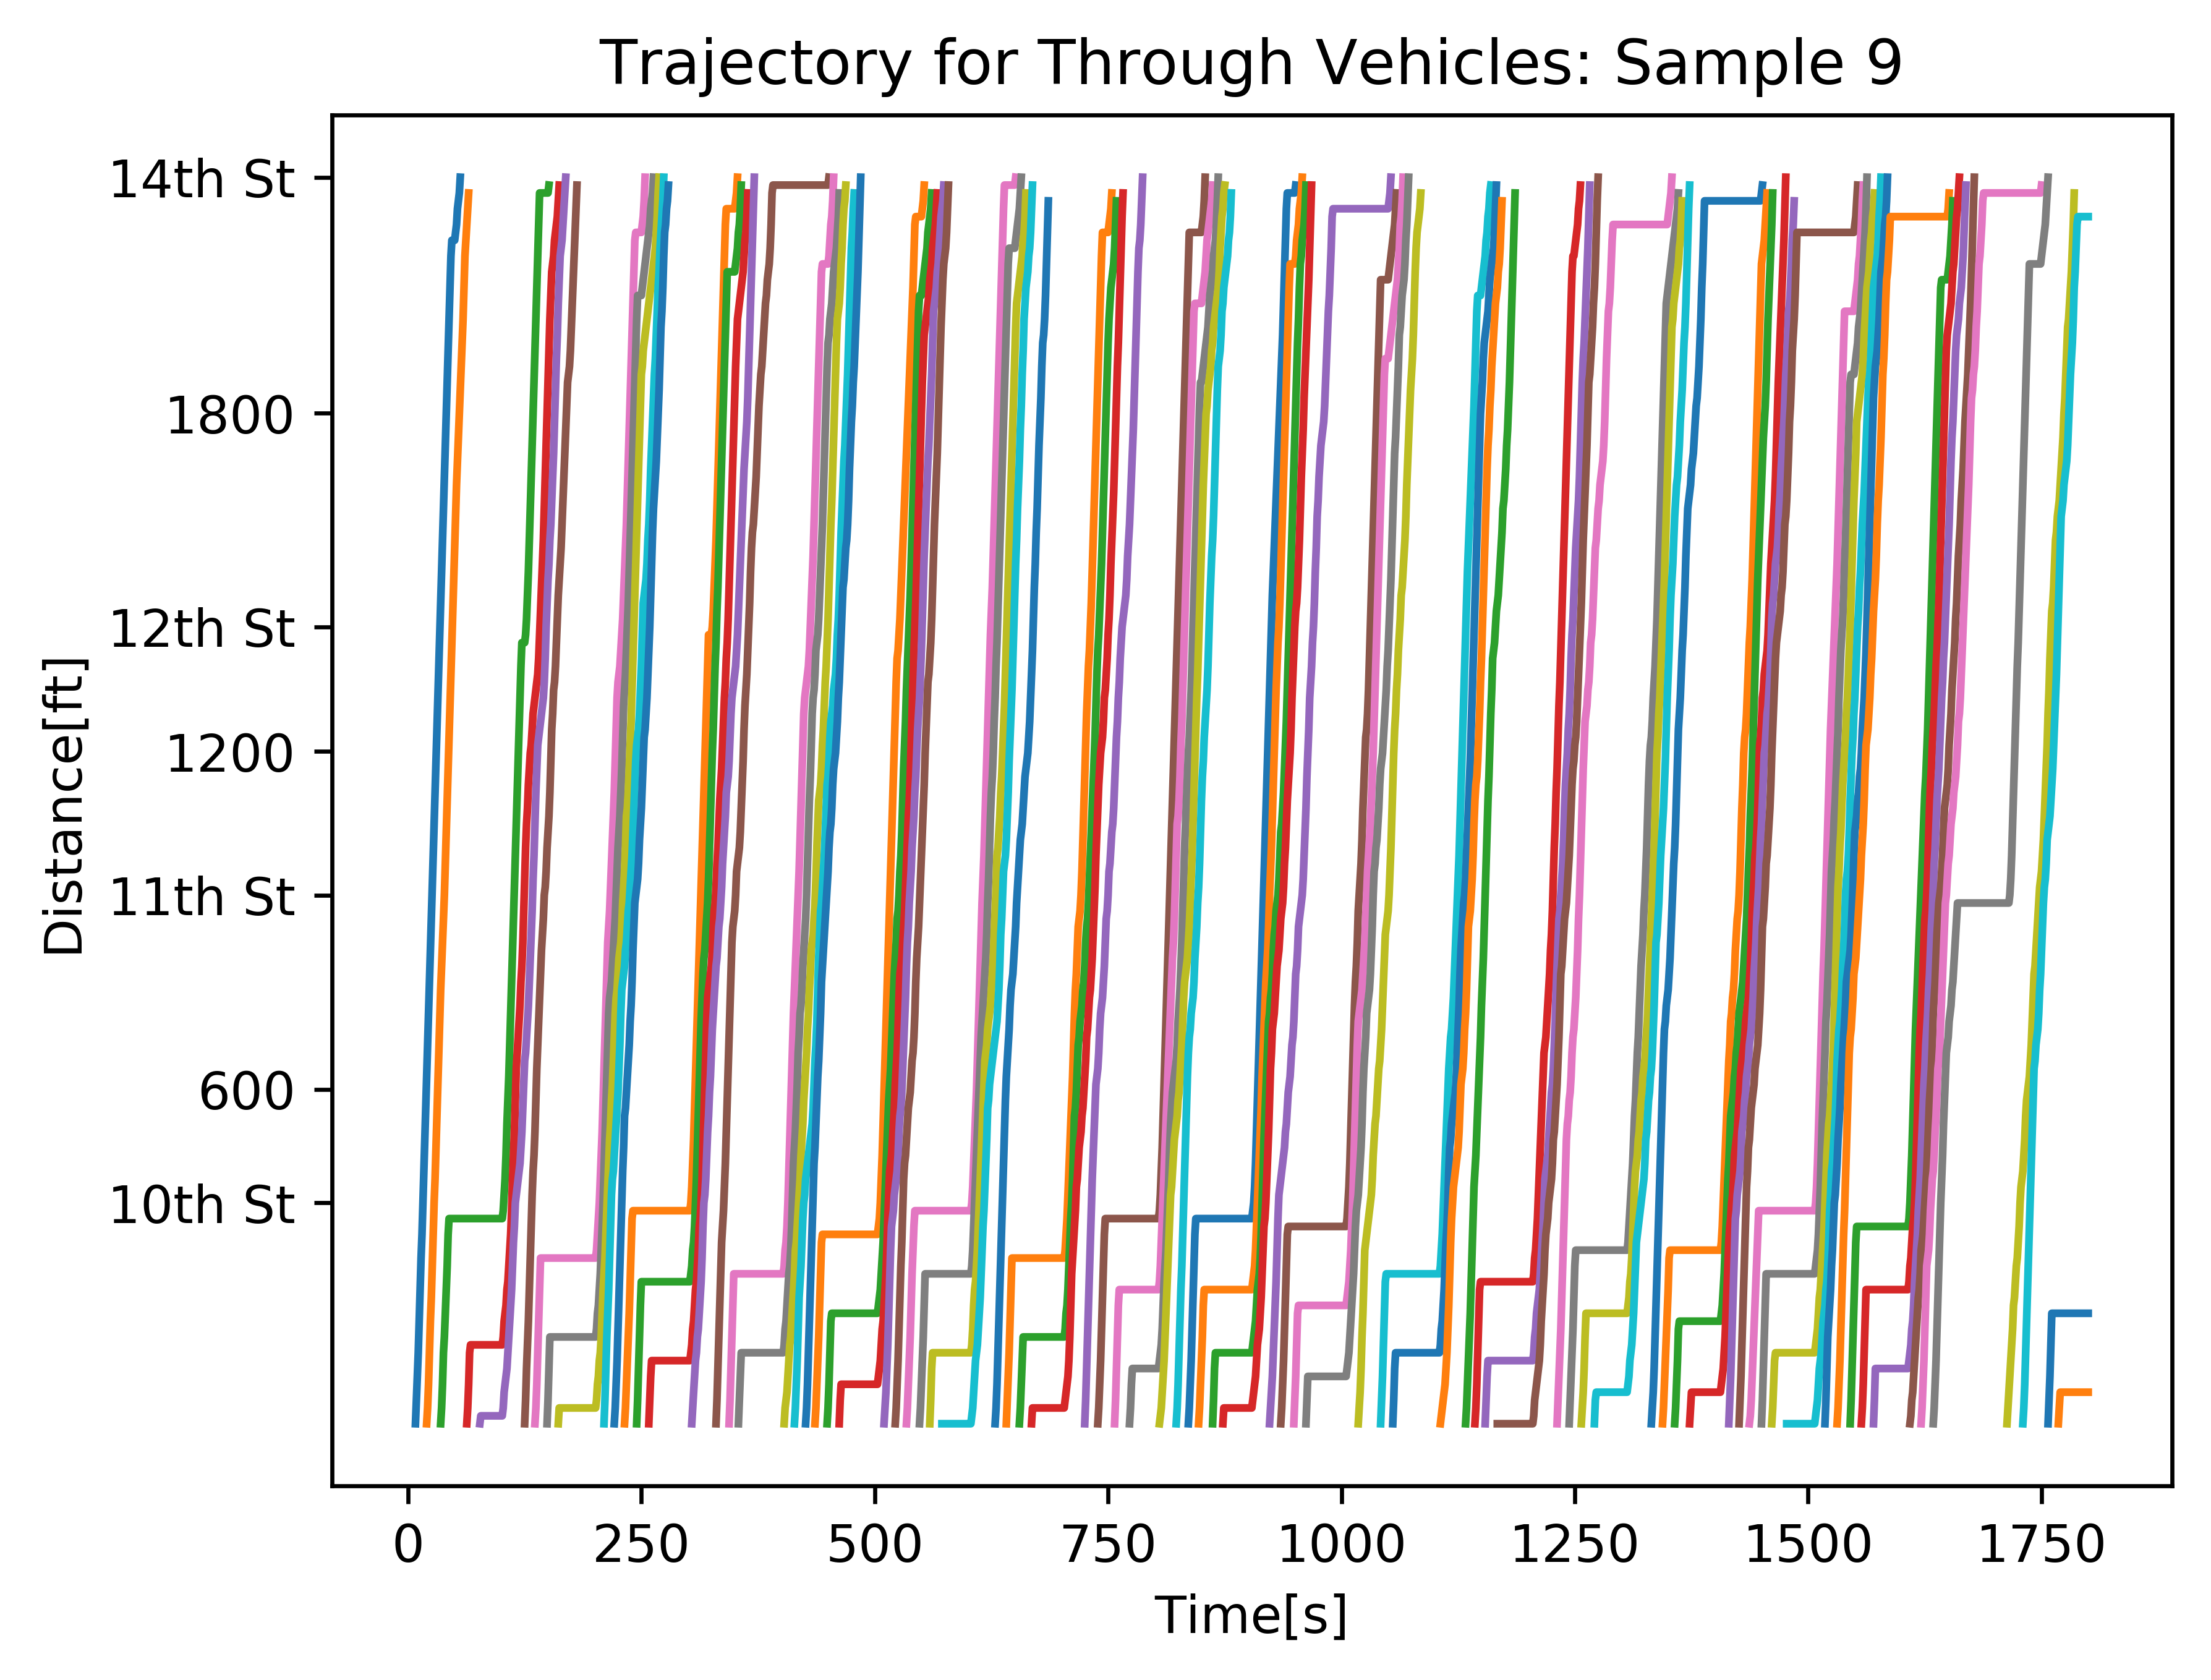 Trajectory for Through Vehicles: Sample 9
14th St
1800
12th St
1200
11th St
600
10th St
Distance[ft]
0 250 500 750 1000 1250 1500 1750
Time[s]